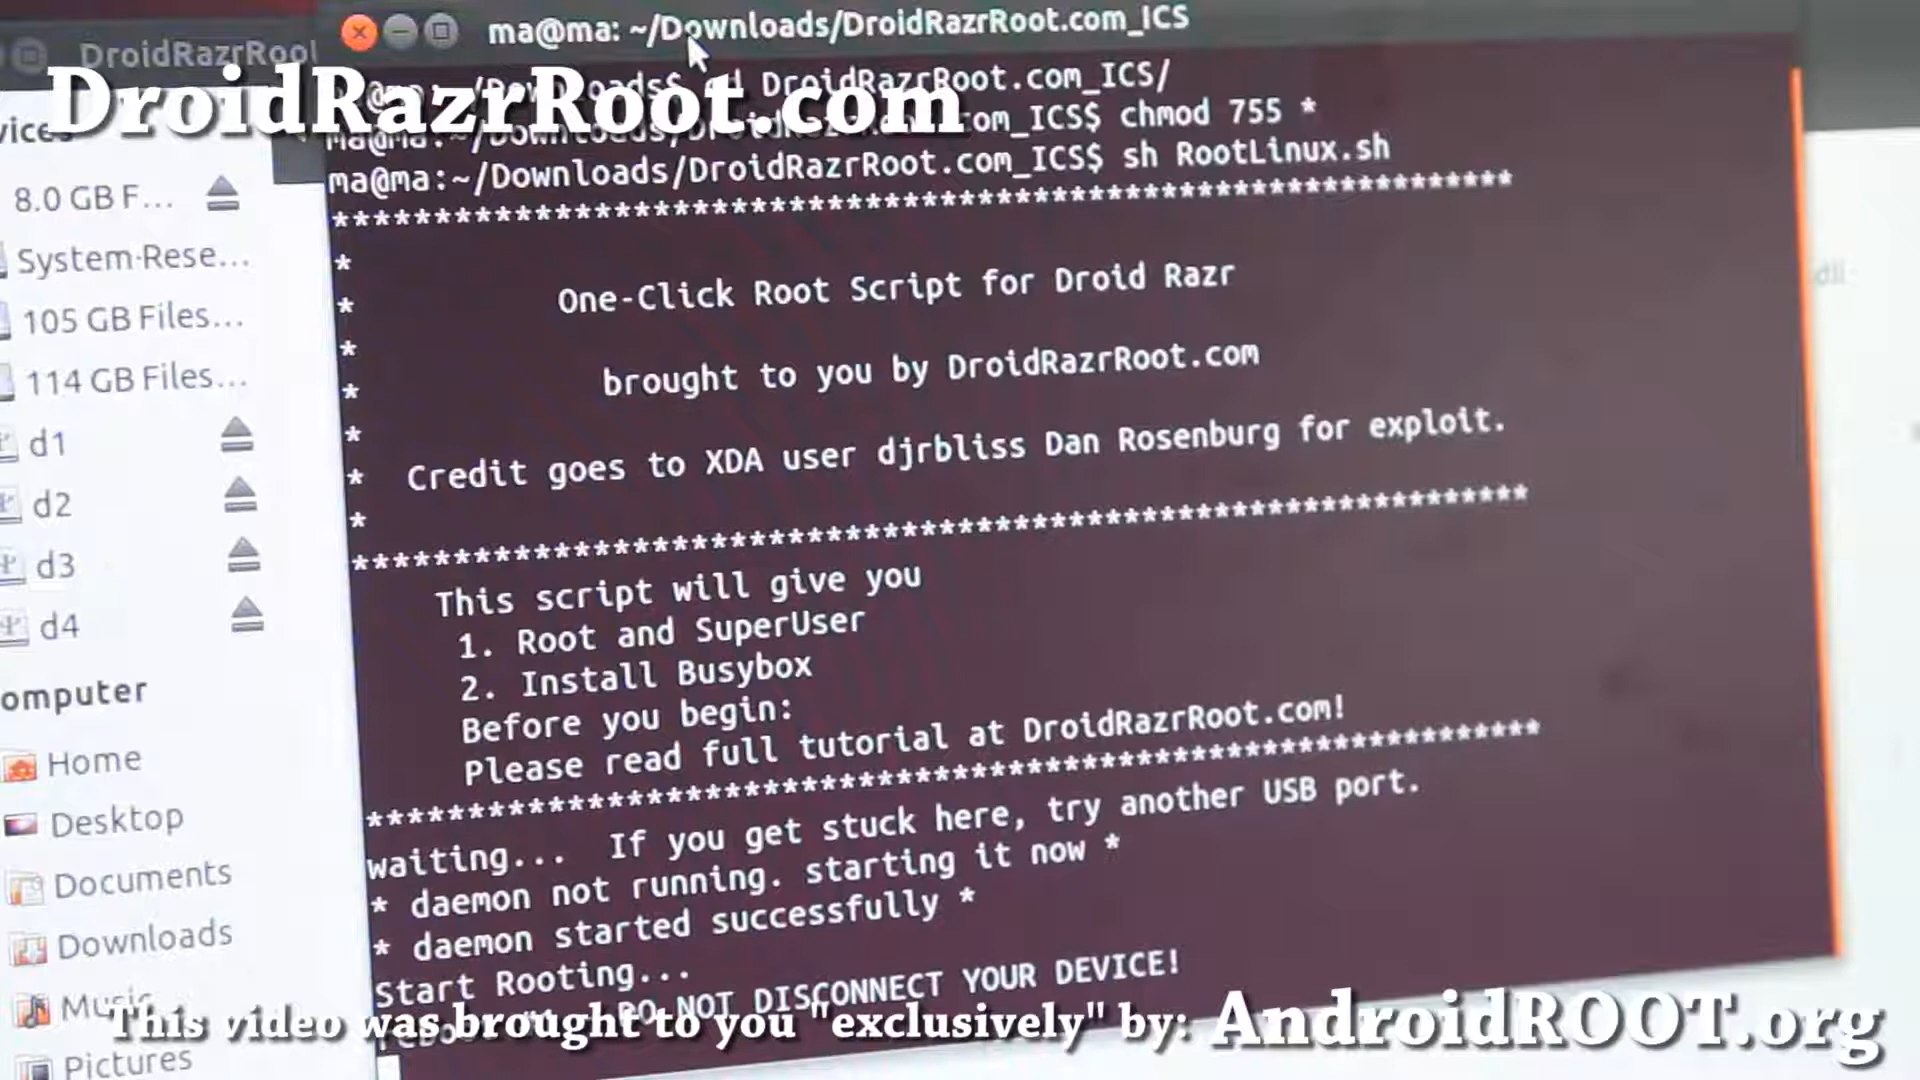 ma@ma: ~/Downloads/DroidRazrRoot.com_ICS
DroidRazrRoot.com
DroidRazrRoot.com_ICS/
chmod 755 *
ma@ma:~/Downloads/DroidRazrRoot.com_ICS$ sh RootLinux.sh
***********************************************************
*
* One-Click Root Script for Droid Razr
*
* brought to you by DroidRazrRoot.com
*
* Credit goes to XDA user djrbliss Dan Rosenburg for exploit.
*
***********************************************************
This script will give you
1. Root and SuperUser
2. Install Busybox
Before you begin:
Please read full tutorial at DroidRazrRoot.com!
***********************************************************
waiting... If you get stuck here, try another USB port.
* daemon not running. starting it now *
* daemon started successfully *
Start Rooting...
DO NOT DISCONNECT YOUR DEVICE!
8.0 GB F...
System-Rese...
105 GB Files...
114 GB Files...
d1
d2
d3
d4
omputer
Home
Desktop
Documents
Downloads
Music
Pictures
This video was brought to you "exclusively" by: AndroidROOT.org